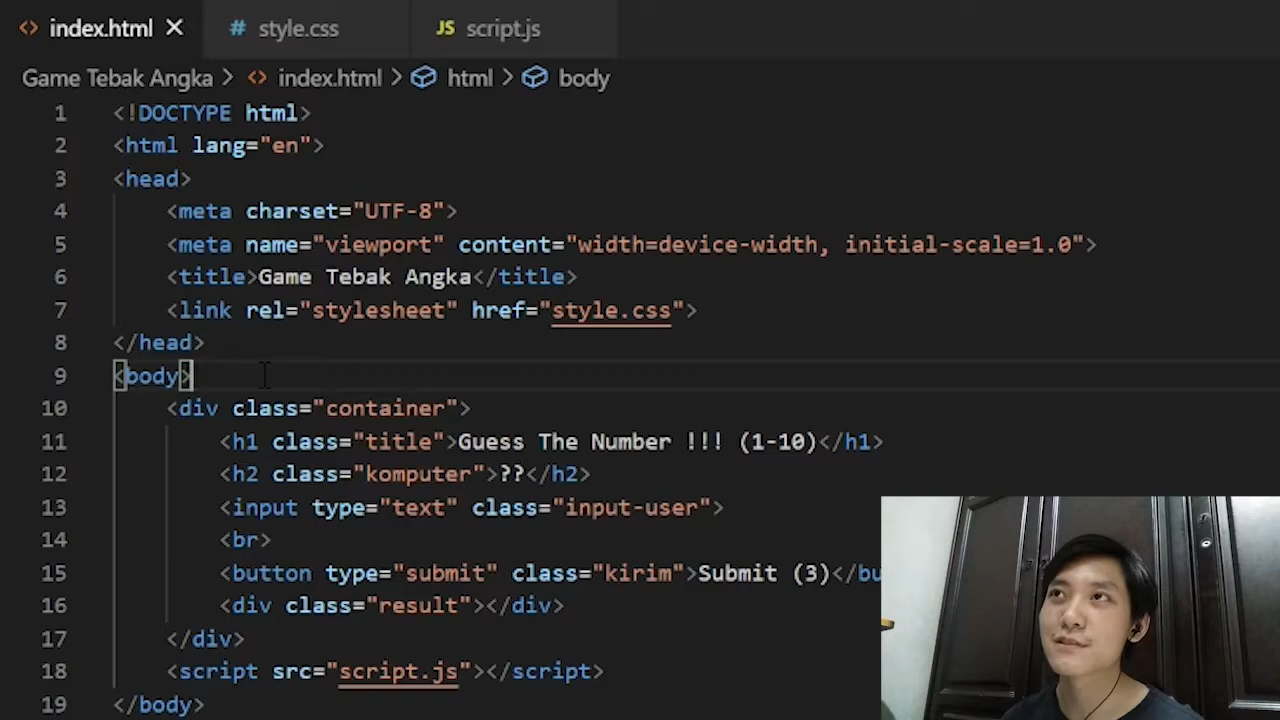 index.html
style.css
JS script.js
Game Tebak Angka > index.html > html > body
1 <!DOCTYPE html>
2 <html lang="en">
3 <head>
4 <meta charset="UTF-8">
5 <meta name="viewport" content="width=device-width, initial-scale=1.0">
6 <title>Game Tebak Angka</title>
7 <link rel="stylesheet" href="style.css">
8 </head>
9 <body>
10 <div class="container">
11 <h1 class="title">Guess The Number !!! (1-10)</h1>
12 <h2 class="komputer">??</h2>
13 <input type="text" class="input-user">
14 <br>
15 <button type="submit" class="kirim">Submit (3)</bu
16 <div class="result"></div>
17 </div>
18 <script src="script.js"></script>
19 </body>